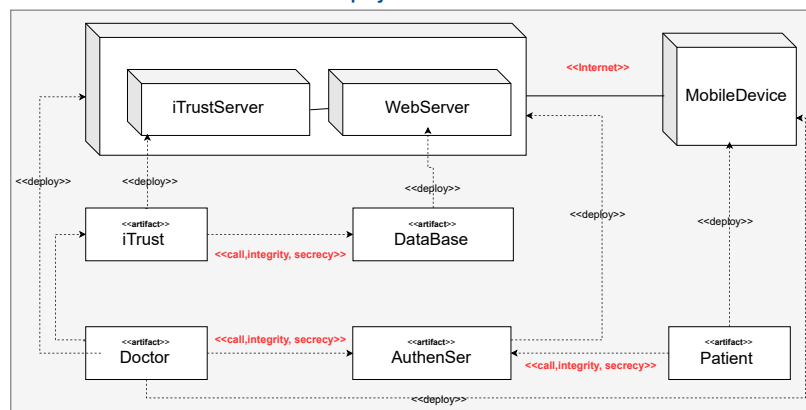 <<Internet>>
iTrustServer
WebServer
MobileDevice
<<deploy>>
<<deploy>>
<<deploy>>
<<deploy>>
<<deploy>>
<<artifact>>
iTrust
<<artifact>>
DataBase
<<call,integrity, secrecy>>
<<artifact>>
Doctor
<<call,integrity, secrecy>>
<<artifact>>
AuthenSer
<<call,integrity, secrecy>>
<<artifact>>
Patient
<<deploy>>